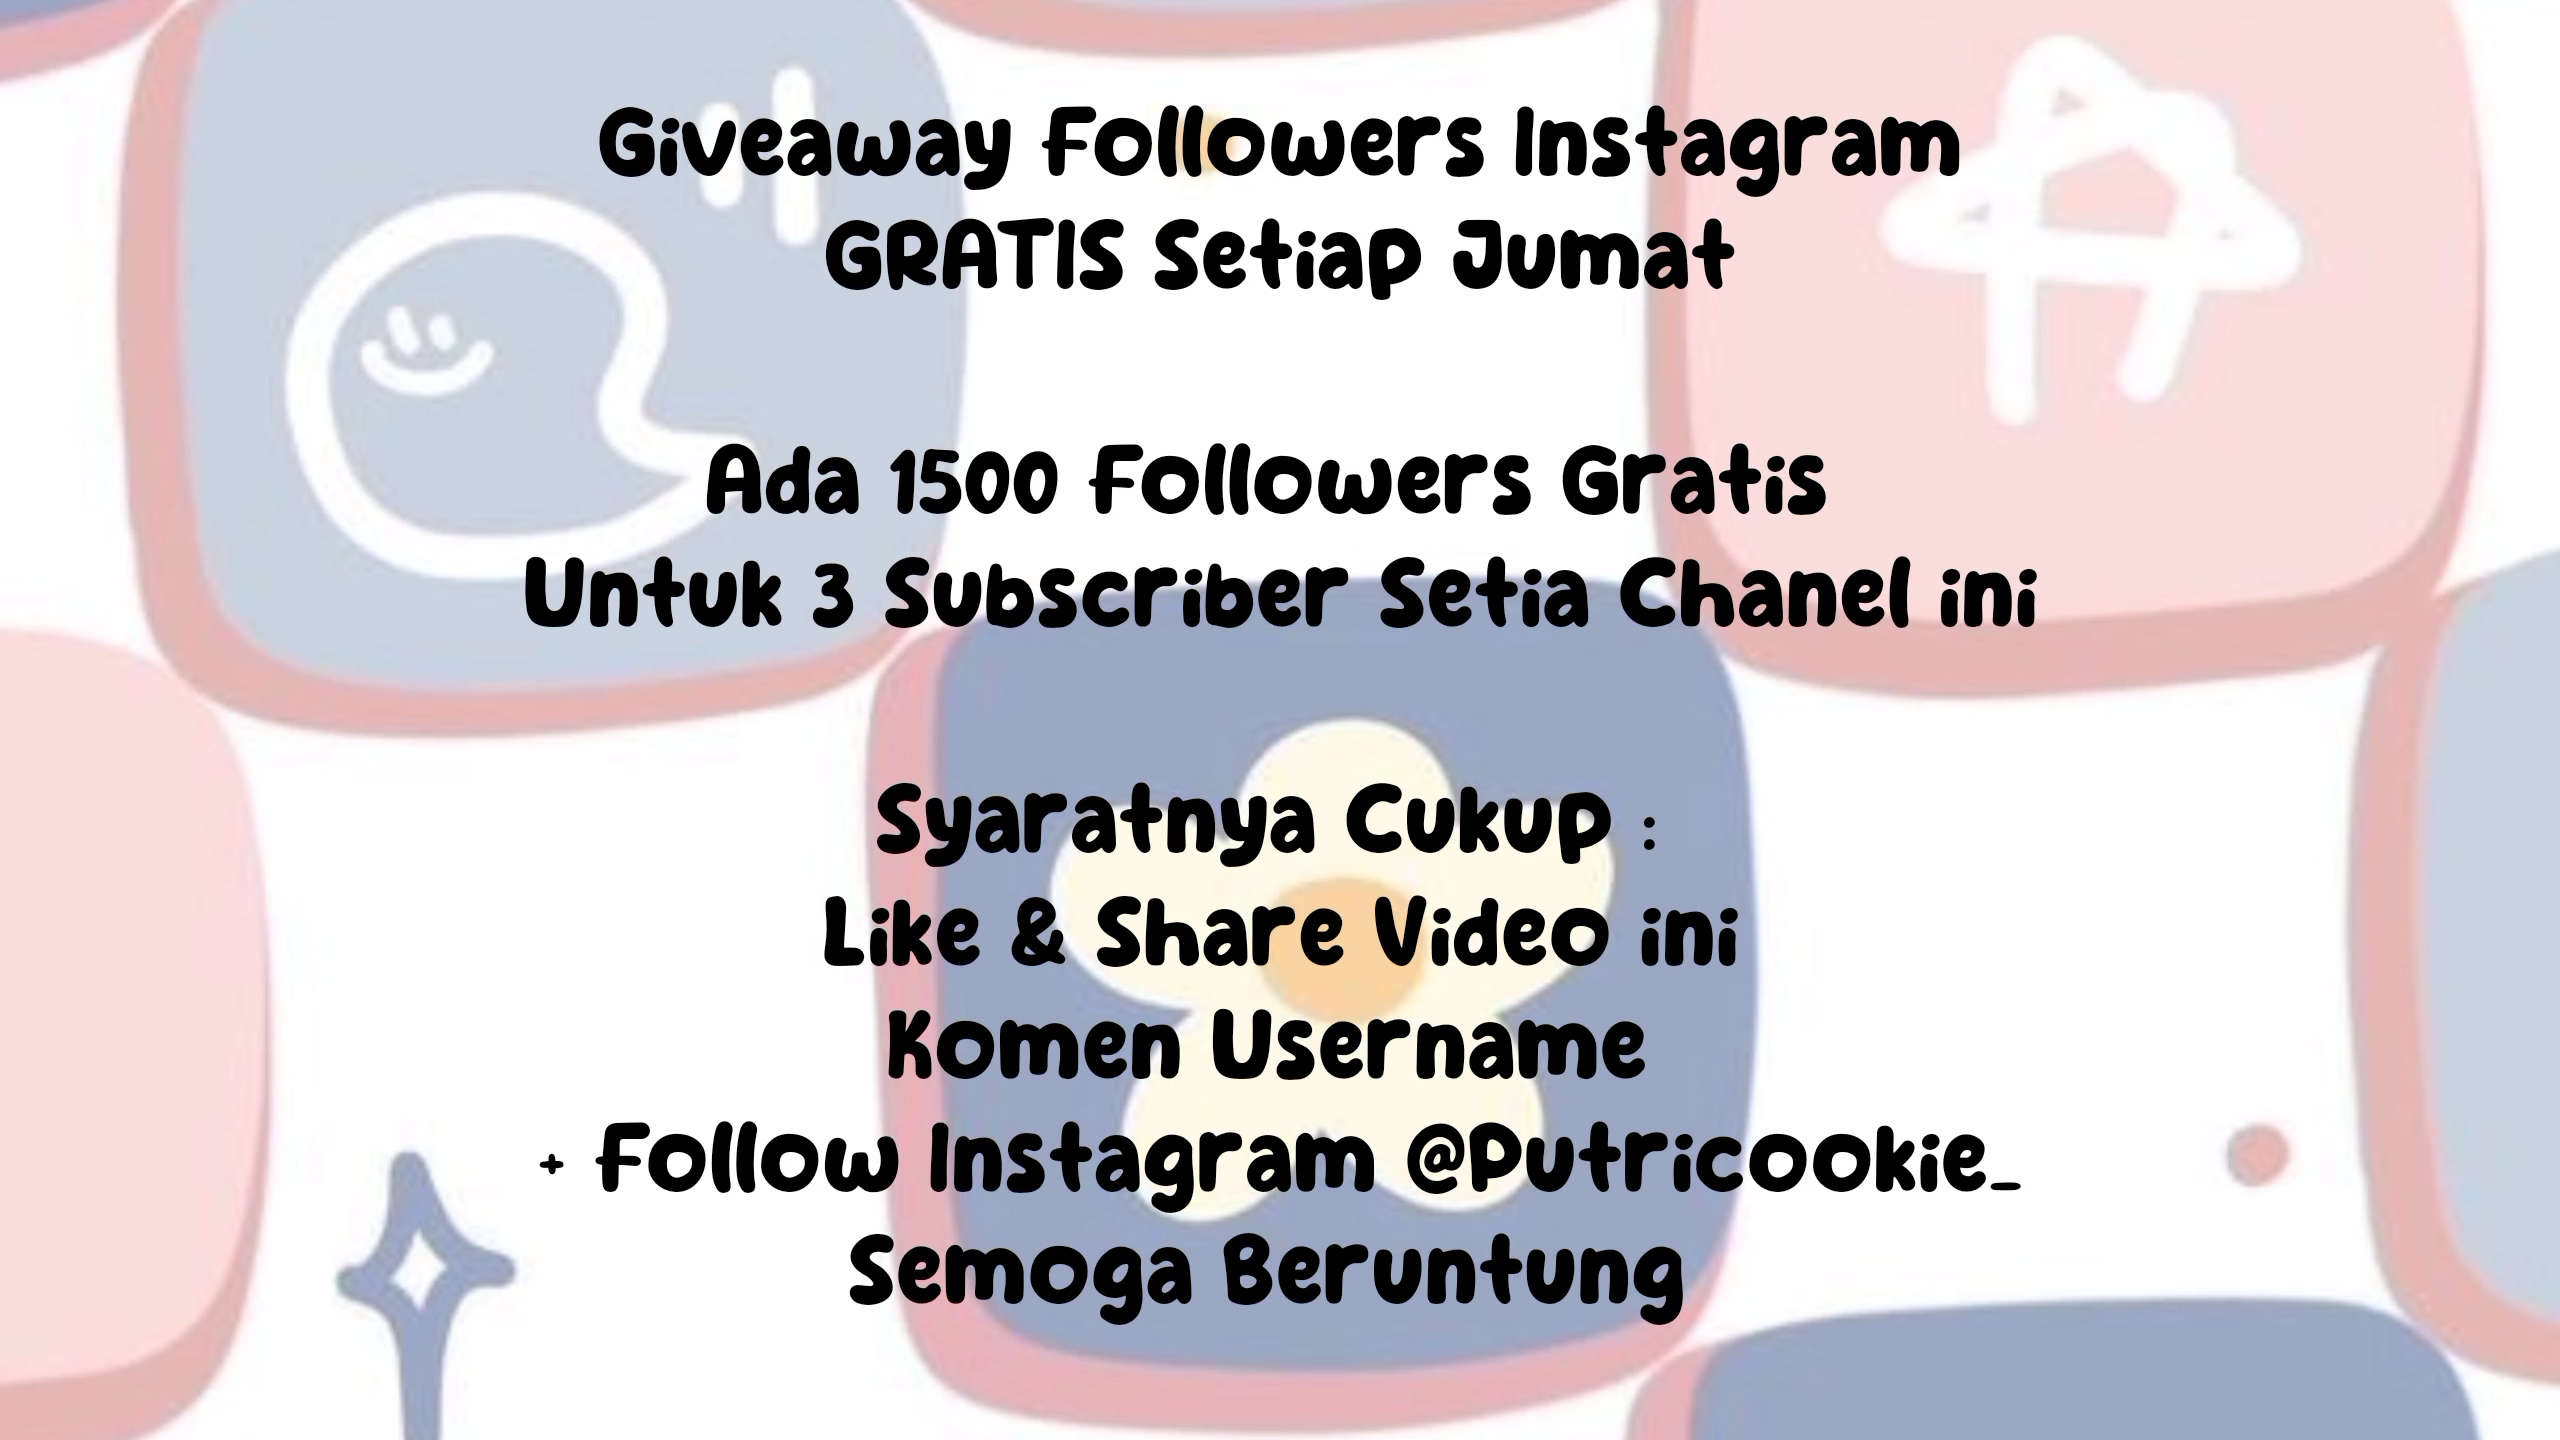 Giveaway Followers Instagram
GRATIS Setiap Jumat
Ada 1500 Followers Gratis
Untuk 3 Subscriber Setia Chanel ini
Syaratnya Cukup :
Like & Share Video ini
Komen Username
+ Follow Instagram @Putricookie_
Semoga Beruntung